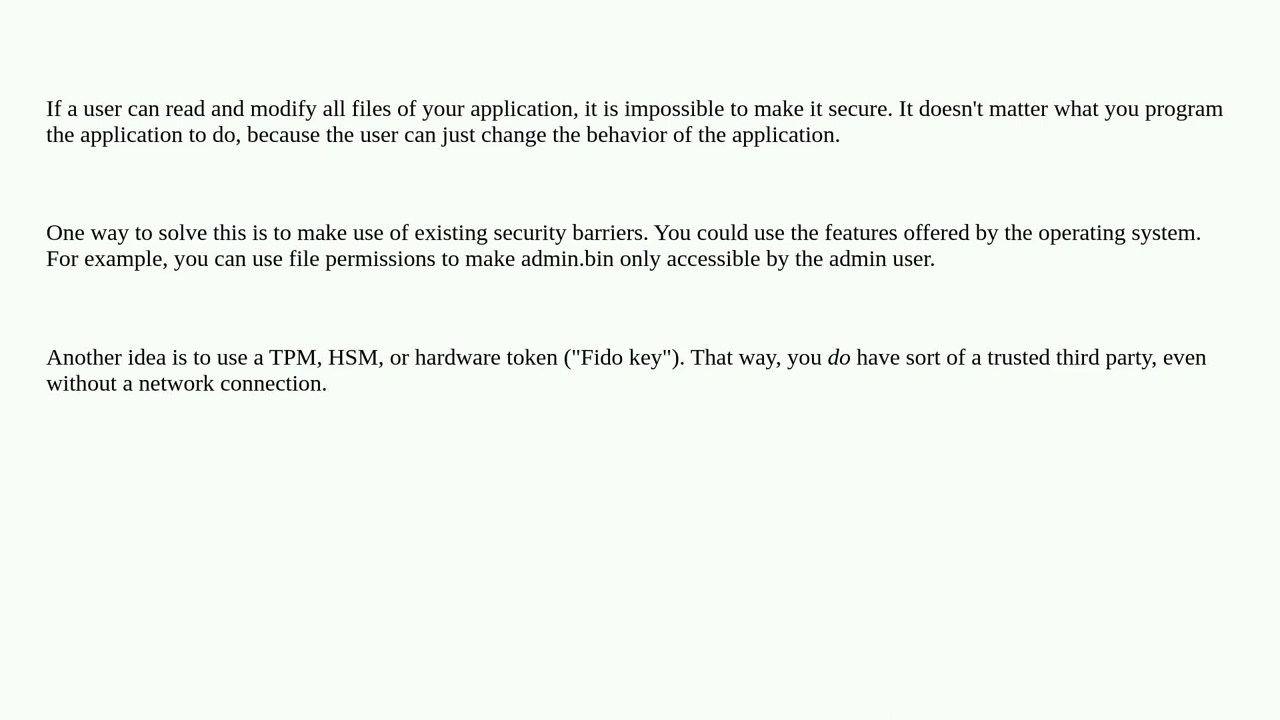 If a user can read and modify all files of your application, it is impossible to make it secure. It doesn't matter what you program
the application to do, because the user can just change the behavior of the application.
One way to solve this is to make use of existing security barriers. You could use the features offered by the operating system.
For example, you can use file permissions to make admin.bin only accessible by the admin user.
Another idea is to use a TPM, HSM, or hardware token ("Fido key"). That way, you do have sort of a trusted third party, even
without a network connection.